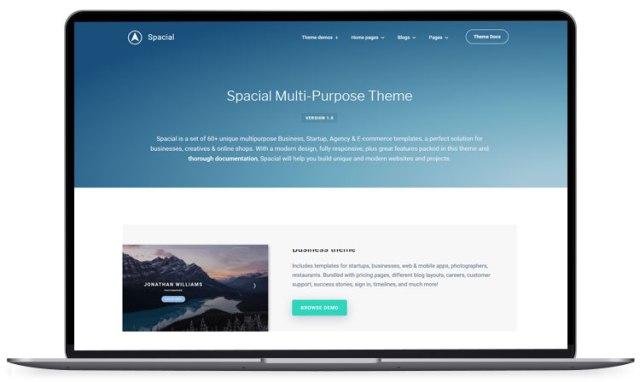 Spacial
Theme demos Home pages Blogs Pages Theme Docs
Spacial Multi-Purpose Theme
VERSION 1.0
Spacial is a set of 60+ unique multipurpose Business, Startup, Agency & E-commerce templates, a perfect solution for
businesses, creatives & online shops. With a modern design, fully responsive, plus great features packed in this theme and
thorough documentation, Spacial will help you build unique and modern websites and projects.
Business theme
Includes templates for startups, businesses, web & mobile apps, photographers,
restaurants. Bundled with pricing pages, different blog layouts, careers, customer
support, success stories, sign in, timelines, and much more!
JONATHAN WILLIAMS
BROWSE DEMO